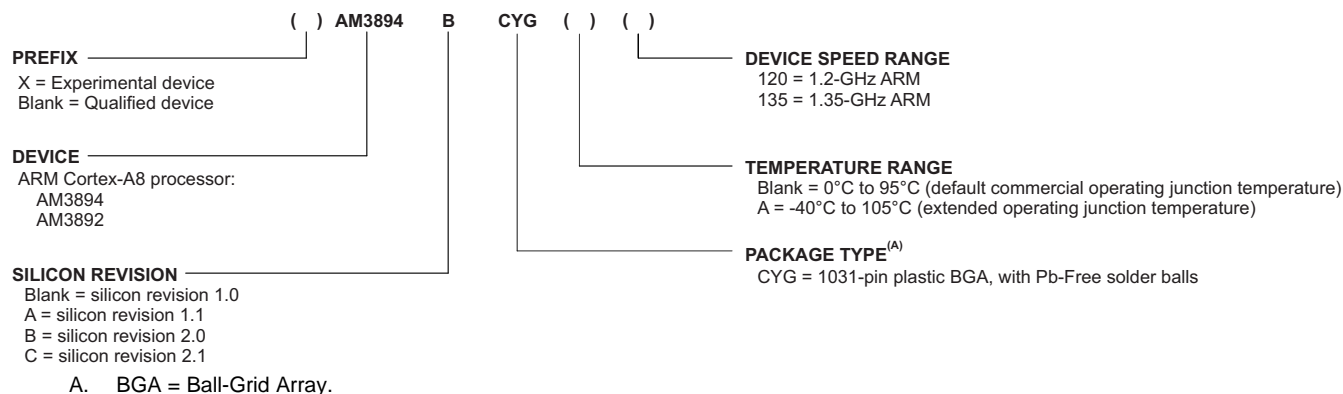 ( ) AM3894 B CYG ( ) ( )
PREFIX
X = Experimental device
Blank = Qualified device
DEVICE
ARM Cortex-A8 processor:
AM3894
AM3892
SILICON REVISION
Blank = silicon revision 1.0
A = silicon revision 1.1
B = silicon revision 2.0
C = silicon revision 2.1
DEVICE SPEED RANGE
120 = 1.2-GHz ARM
135 = 1.35-GHz ARM
TEMPERATURE RANGE
Blank = 0°C to 95°C (default commercial operating junction temperature)
A = -40°C to 105°C (extended operating junction temperature)
PACKAGE TYPE(A)
CYG = 1031-pin plastic BGA, with Pb-Free solder balls
A. BGA = Ball-Grid Array.